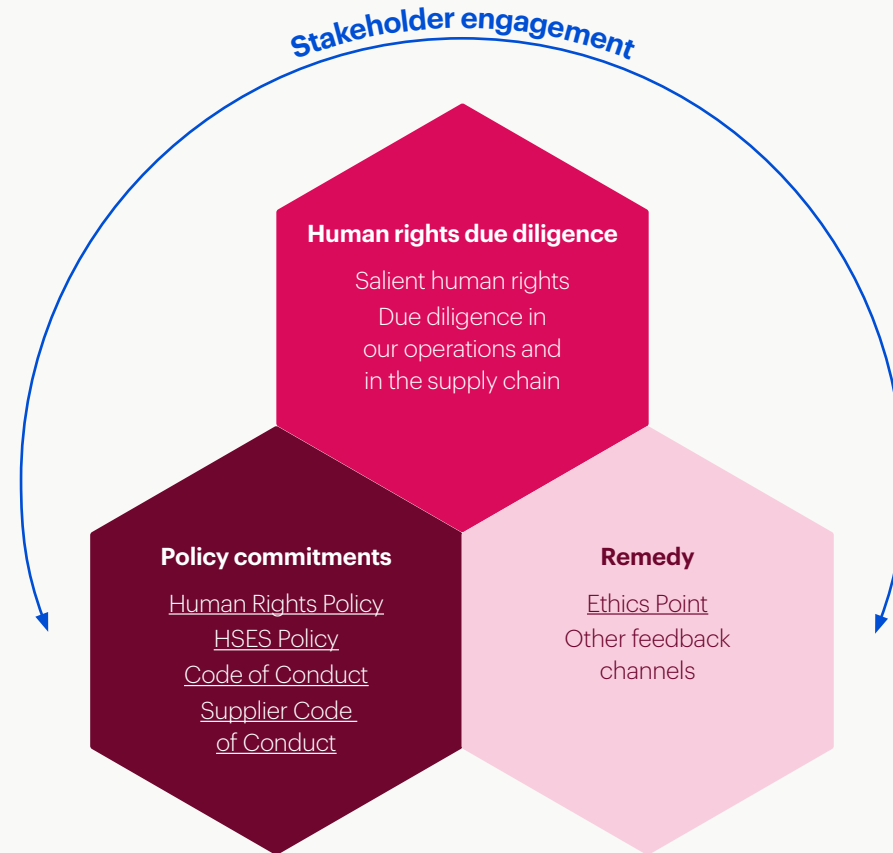 Stakeholder engagement
Human rights due diligence
Salient human rights
Due diligence in
our operations and
in the supply chain
Policy commitments
Human Rights Policy
HSES Policy
Code of Conduct
Supplier Code
of Conduct
Remedy
Ethics Point
Other feedback
channels